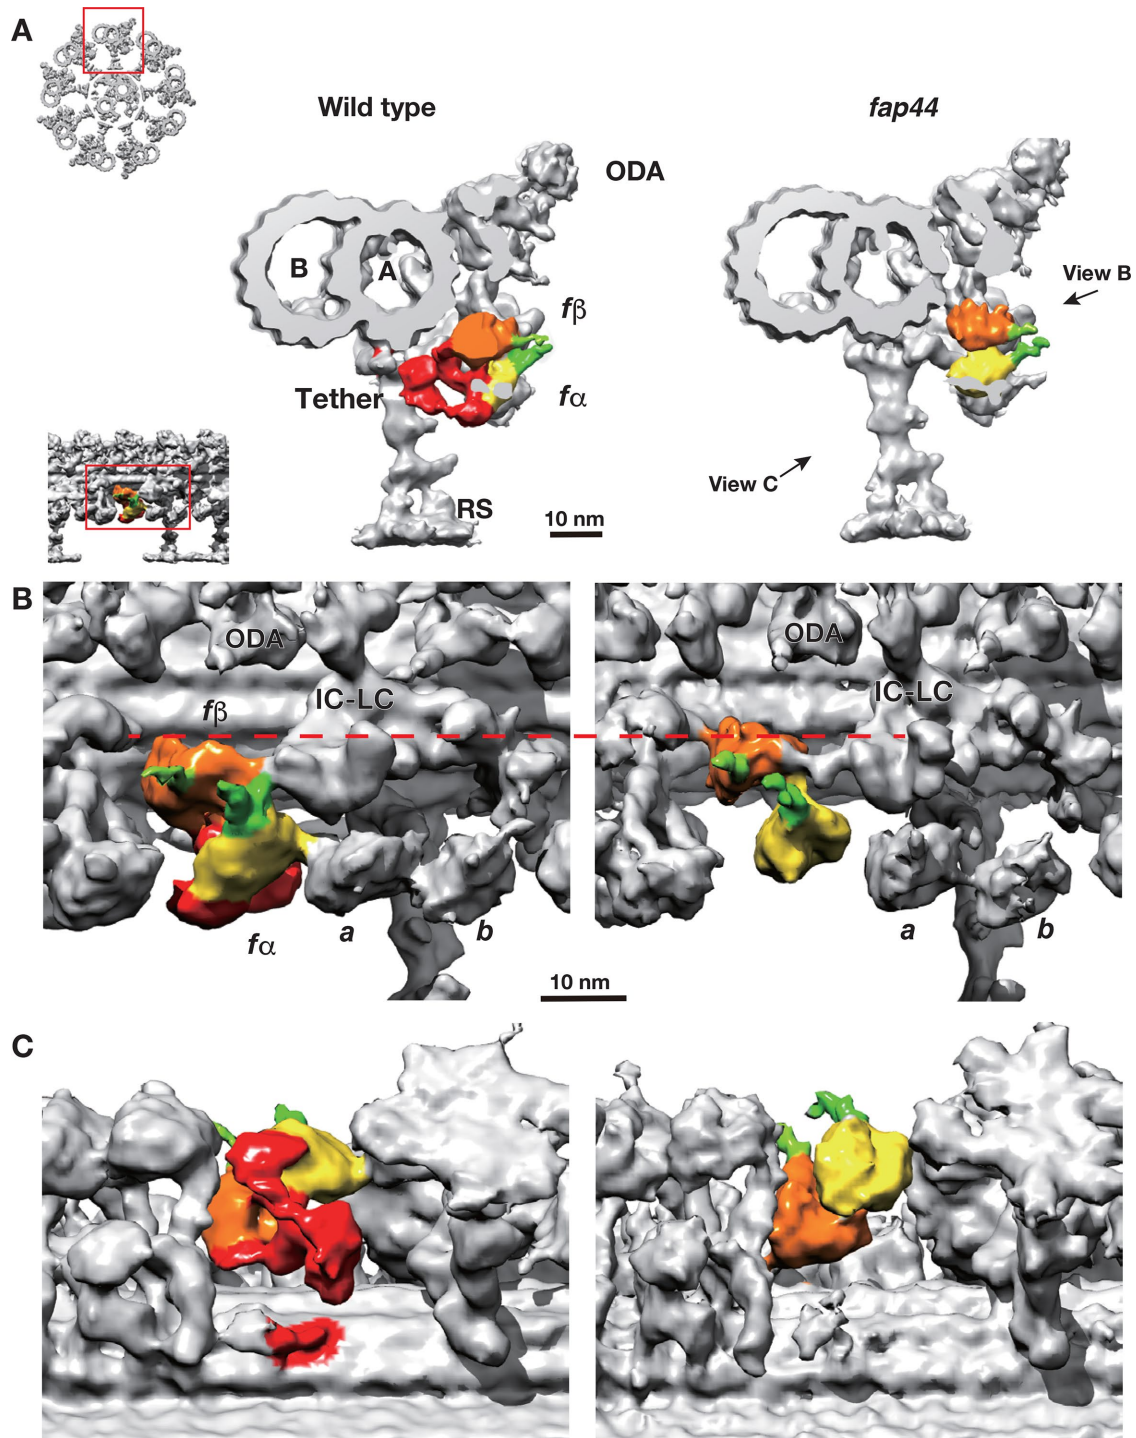 A
Wild type
fap44
ODA
B
A
View B
fβ
Tether
fα
View C
RS
10 nm
B
ODA
ODA
IC-LC
IC-LC
fβ
a
b
a
b
fα
10 nm
C